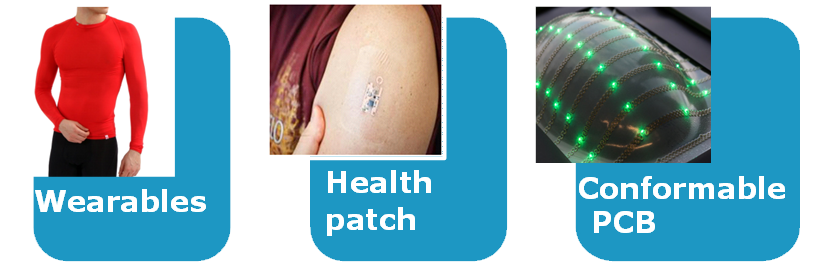 Wearables
Health
patch
Conformable
PCB